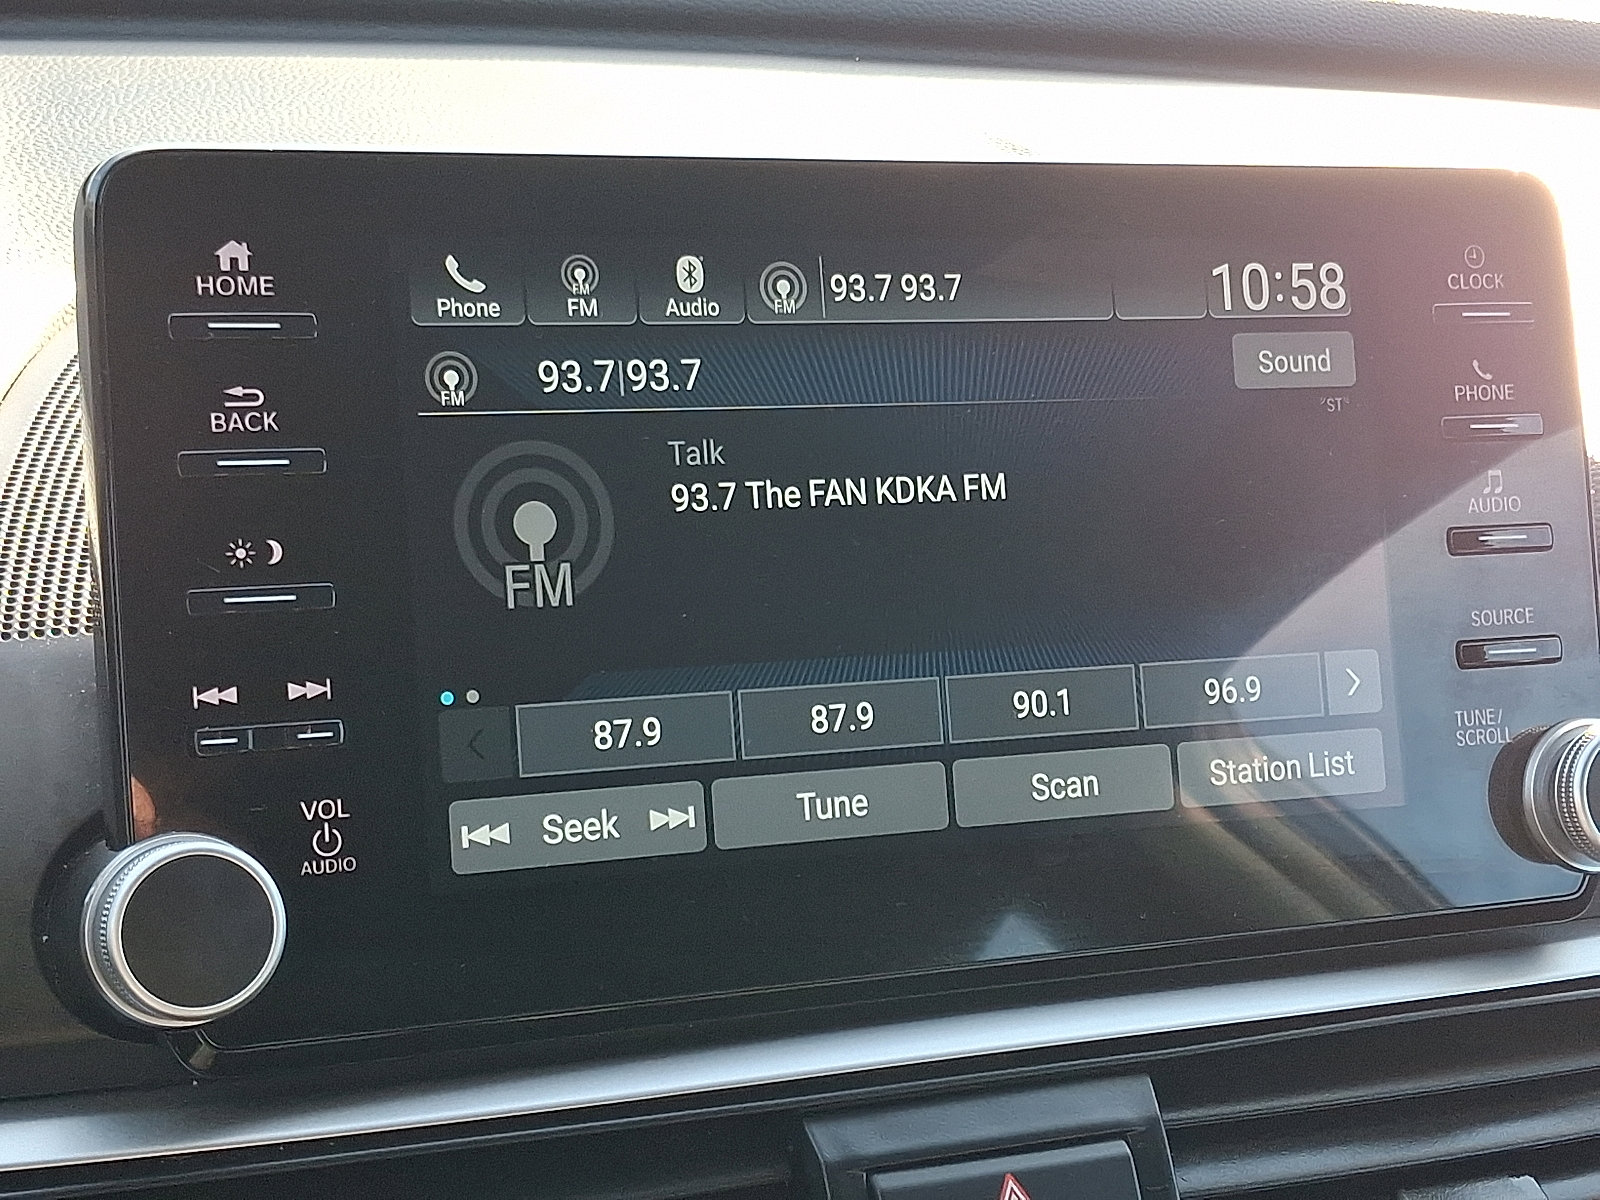 HOME
BACK
VOL
AUDIO
Phone
FM
FM
Audio
FM
93.7 93.7
10:58
FM
93.7|93.7
Sound
"ST"
Talk
93.7 The FAN KDKA FM
FM
87.9
87.9
90.1
96.9
Seek
Tune
Scan
Station List
CLOCK
PHONE
AUDIO
SOURCE
TUNE/
SCROLL